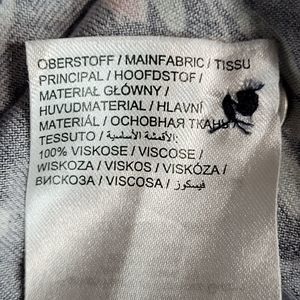 OBERSTOFF / MAINFABRIC / TISSU
PRINCIPAL / HOOFDSTOF /
MATERIAŁ GŁÓWNY /
HUVUDMATERIAL / HLAVNÍ
MATERIÁL / ОСНОВНАЯ ТКАНЬ /
TESSUTO / الأقمشة الأساسية:
100% VISKOSE / VISCOSE /
WISKOZA / VISKOS / VISKÓZA /
ВИСКОЗА / VISCOSA / فيسكوز